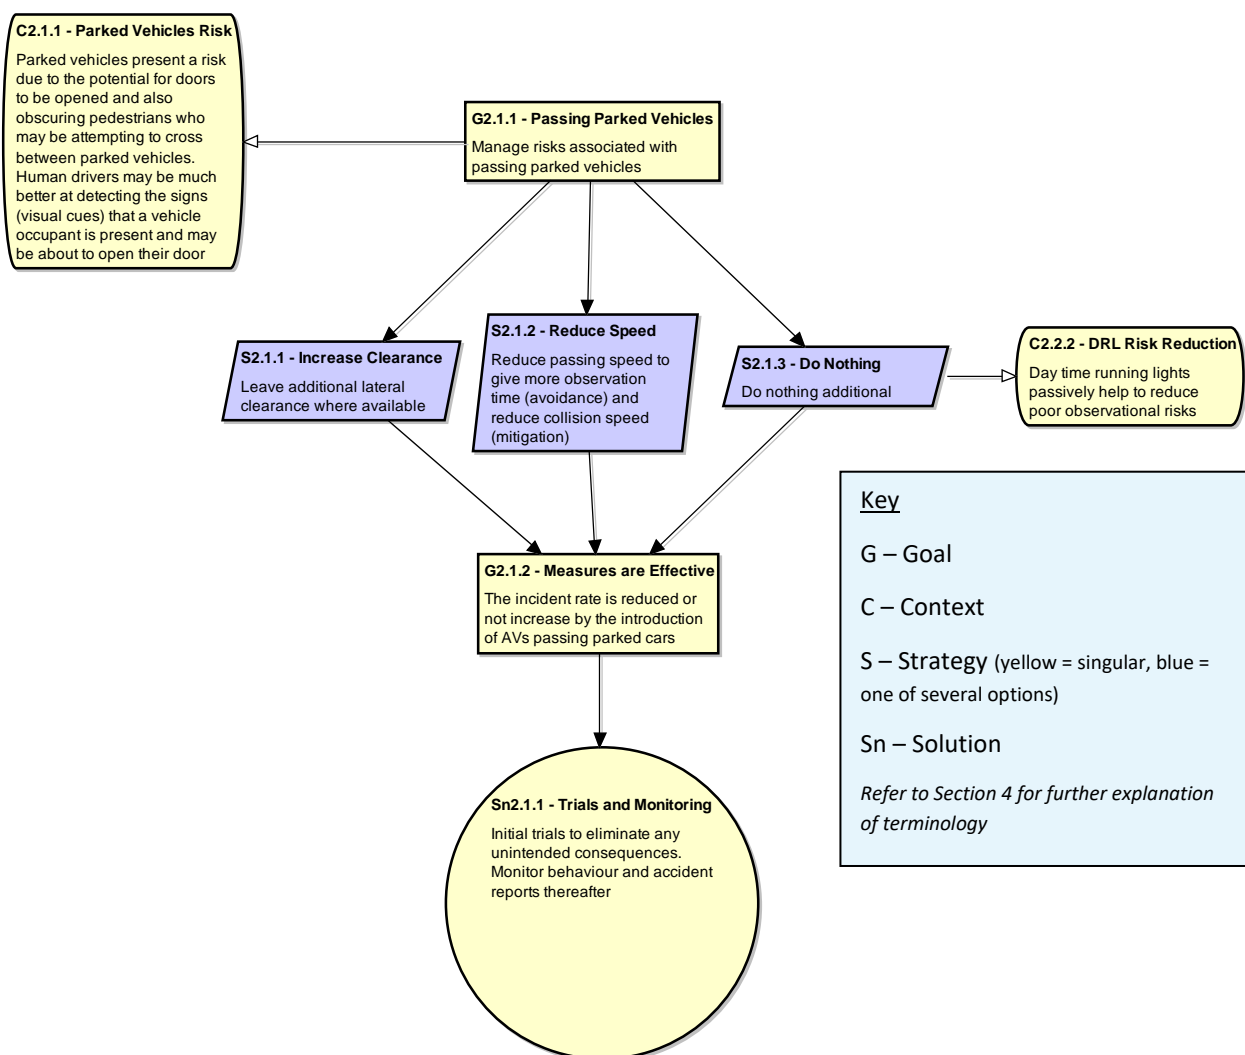 C2.1.1 - Parked Vehicles Risk
Parked vehicles present a risk
due to the potential for doors
to be opened and also
obscuring pedestrians who
may be attempting to cross
between parked vehicles.
Human drivers may be much
better at detecting the signs
(visual cues) that a vehicle
occupant is present and may
be about to open their door
G2.1.1 - Passing Parked Vehicles
Manage risks associated with
passing parked vehicles
S2.1.1 - Increase Clearance
Leave additional lateral
clearance where available
S2.1.2 - Reduce Speed
Reduce passing speed to
give more observation
time (avoidance) and
reduce collision speed
(mitigation)
S2.1.3 - Do Nothing
Do nothing additional
C2.2.2 - DRL Risk Reduction
Day time running lights
passively help to reduce
poor observational risks
G2.1.2 - Measures are Effective
The incident rate is reduced or
not increase by the introduction
of AVs passing parked cars
Sn2.1.1 - Trials and Monitoring
Initial trials to eliminate any
unintended consequences.
Monitor behaviour and accident
reports thereafter
Key
G – Goal
C – Context
S – Strategy (yellow = singular, blue =
one of several options)
Sn – Solution
Refer to Section 4 for further explanation
of terminology